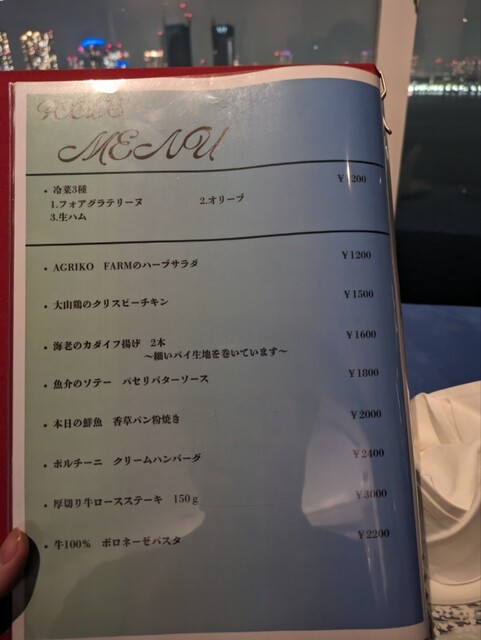 MENU
・冷菜3種
1.フォアグラテリーヌ 2.オリーブ
3.生ハム
・AGRIKO FARMのハーブサラダ ￥1200
・大山鶏のクリスピーチキン ￥1500
・海老のカダイフ揚げ 2本 ￥1600
～細いパイ生地を巻いています～
・魚介のソテー パセリバターソース ￥1800
・本日の鮮魚 香草パン粉焼き ￥2000
・ポルチーニ クリームハンバーグ ￥2400
・厚切り牛ロースステーキ 150g ￥3000
・牛100% ボロネーゼパスタ ￥2200